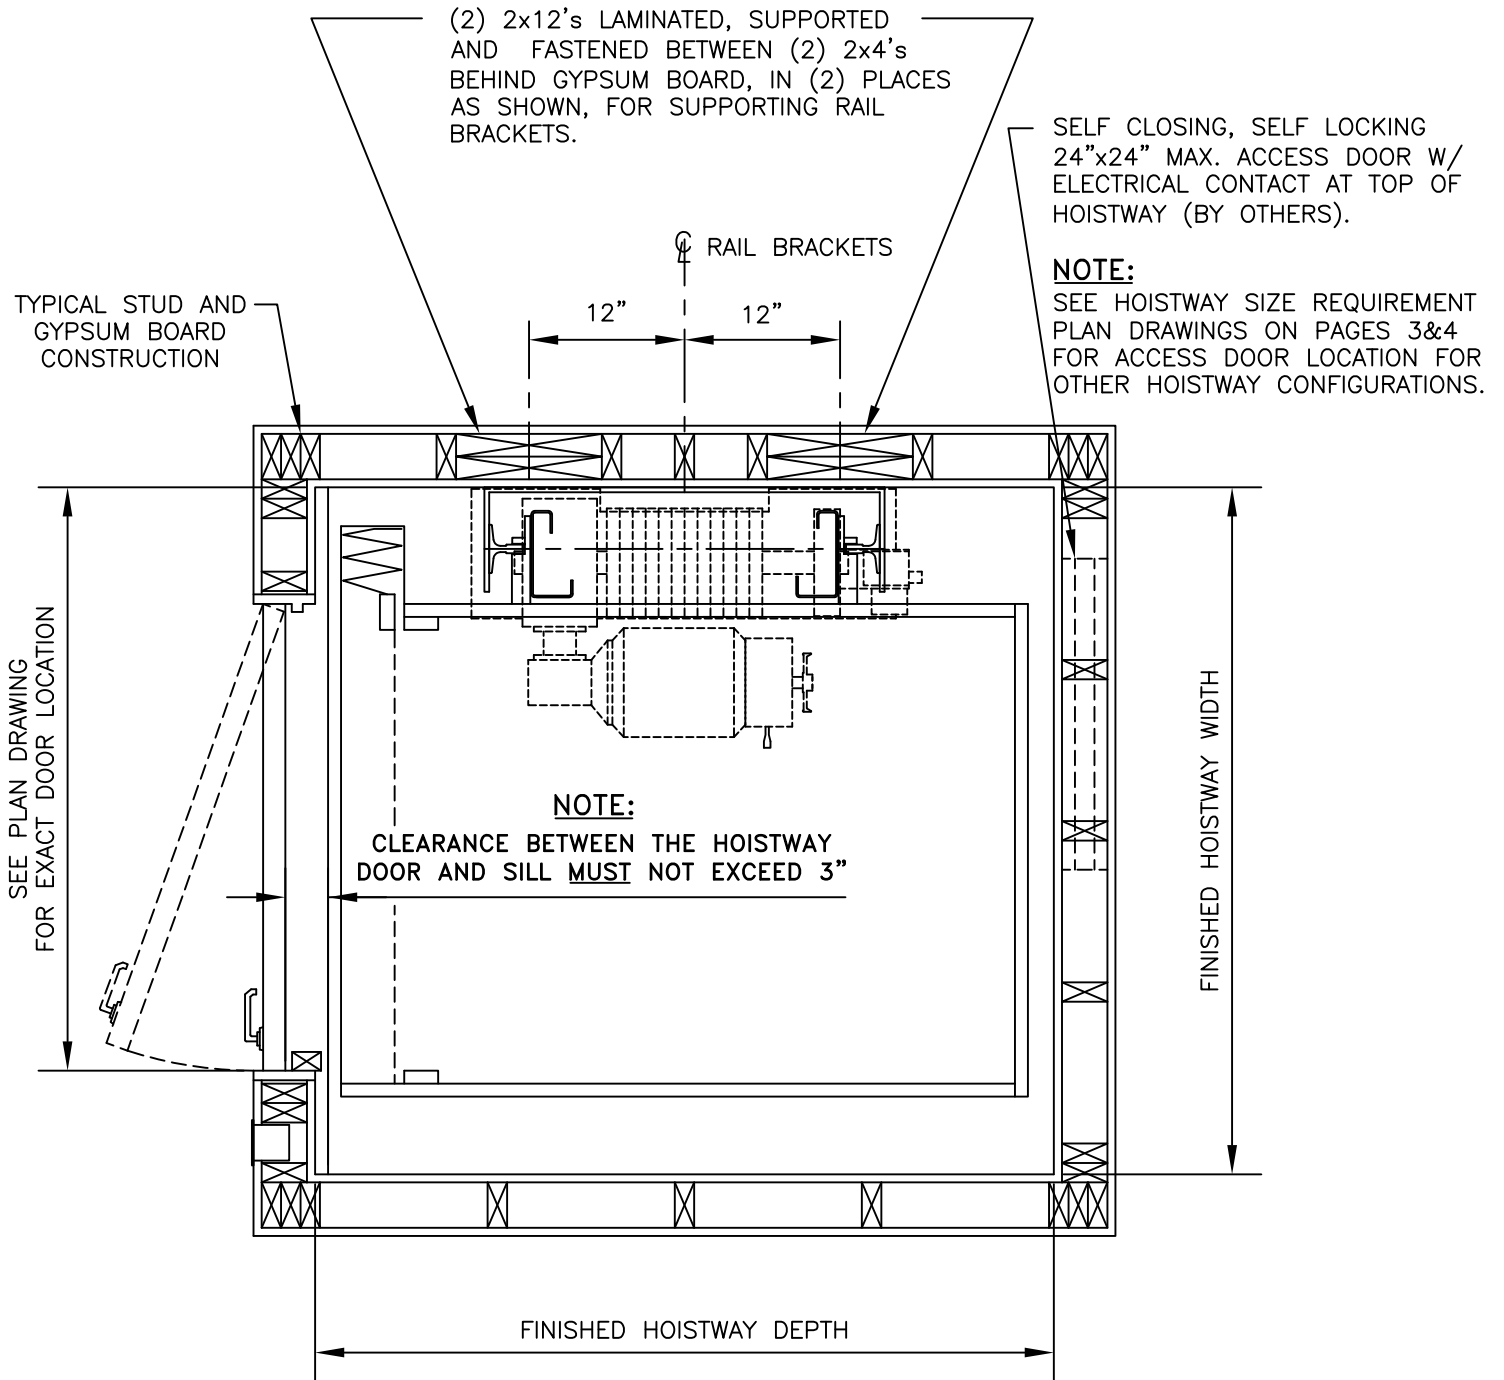 (2) 2x12's LAMINATED, SUPPORTED
AND FASTENED BETWEEN (2) 2x4's
BEHIND GYPSUM BOARD, IN (2) PLACES
AS SHOWN, FOR SUPPORTING RAIL
BRACKETS.
SELF CLOSING, SELF LOCKING
24"x24" MAX. ACCESS DOOR W/
ELECTRICAL CONTACT AT TOP OF
HOISTWAY (BY OTHERS).
NOTE:
SEE HOISTWAY SIZE REQUIREMENT
PLAN DRAWINGS ON PAGES 3&4
FOR ACCESS DOOR LOCATION FOR
OTHER HOISTWAY CONFIGURATIONS.
℄ RAIL BRACKETS
12"
12"
TYPICAL STUD AND
GYPSUM BOARD
CONSTRUCTION
SEE PLAN DRAWING
FOR EXACT DOOR LOCATION
NOTE:
CLEARANCE BETWEEN THE HOISTWAY
DOOR AND SILL MUST NOT EXCEED 3"
FINISHED HOISTWAY WIDTH
FINISHED HOISTWAY DEPTH